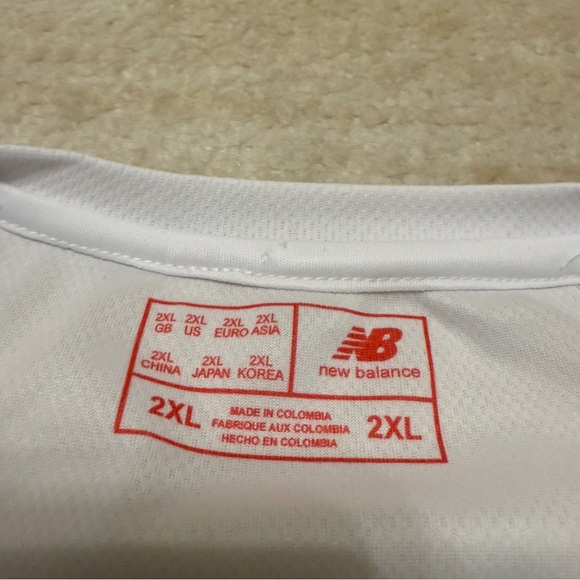 2XL 2XL 2XL 2XL
GB US EURO ASIA
2XL 2XL 2XL
CHINA JAPAN KOREA
NB
new balance
2XL MADE IN COLOMBIA 2XL
FABRIQUE AUX COLOMBIA
HECHO EN COLOMBIA